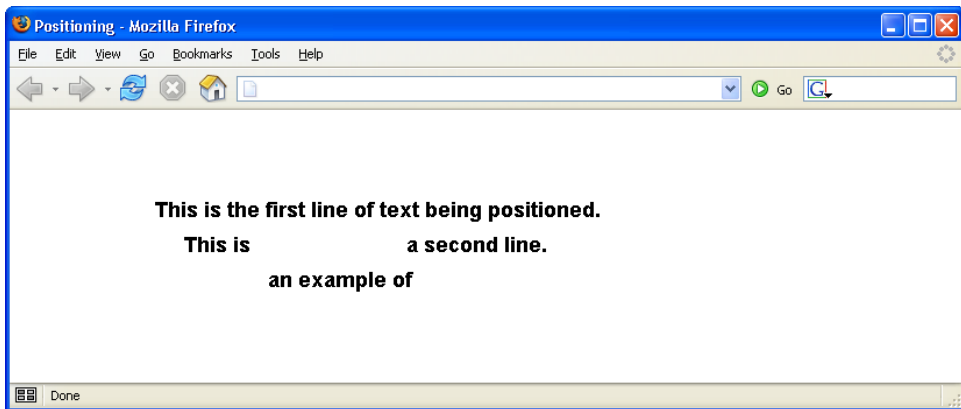 Positioning - Mozilla Firefox
File Edit View Go Bookmarks Tools Help
Go G
This is the first line of text being positioned.
This is a second line.
an example of
Done